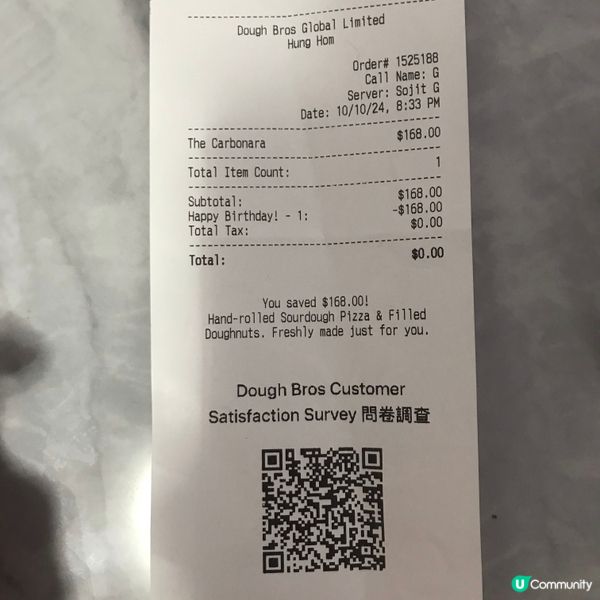 Dough Bros Global Limited
Hung Hom
Order# 1525188
Call Name: G
Server: Sojit G
Date: 10/10/24, 8:33 PM
The Carbonara $168.00
Total Item Count: 1
Subtotal: $168.00
Happy Birthday! - 1: -$168.00
Total Tax: $0.00
Total: $0.00
You saved $168.00!
Hand-rolled Sourdough Pizza & Filled
Doughnuts. Freshly made just for you.
Dough Bros Customer
Satisfaction Survey 問卷調查
U Community